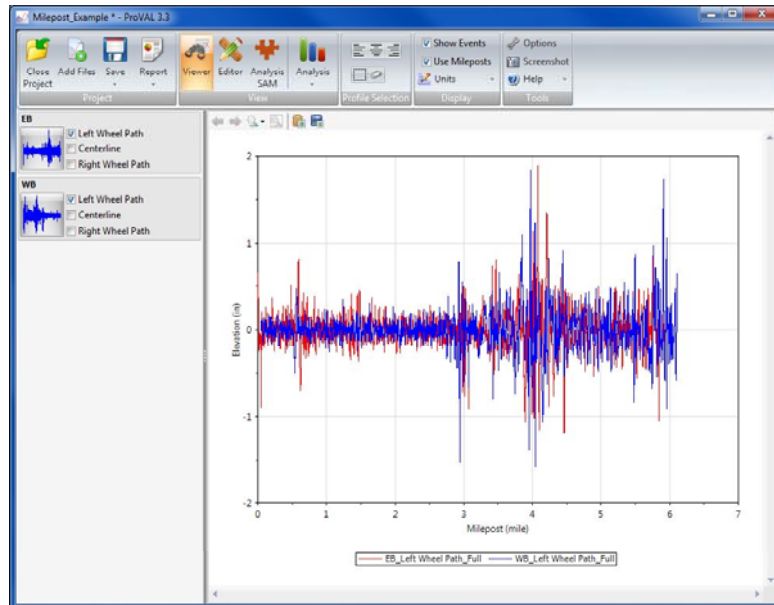 Milepost_Example * - ProVAL 3.3
Close Project
Add Files
Save
Report
Project
Viewer
Editor
Analysis SAM
Analysis
View
Profile Selection
Show Events
Use Mileposts
Units
Display
Options
Screenshot
Help
Tools
EB
Left Wheel Path
Centerline
Right Wheel Path
WB
Left Wheel Path
Centerline
Right Wheel Path
2
1
0
-1
-2
Elevation (in)
0 1 2 3 4 5 6 7
Milepost (mile)
EB_Left Wheel Path_Full WB_Left Wheel Path_Full